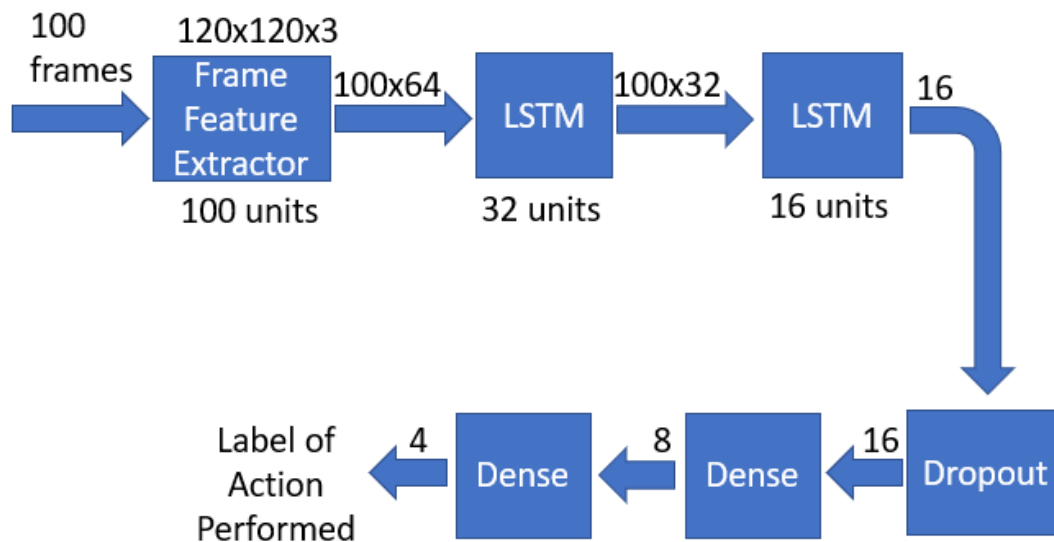 100
frames
120x120x3
Frame
Feature
Extractor
100 units
100x64
LSTM
32 units
100x32
LSTM
16 units
16
Dropout
16
Dense
8
Dense
4
Label of
Action
Performed